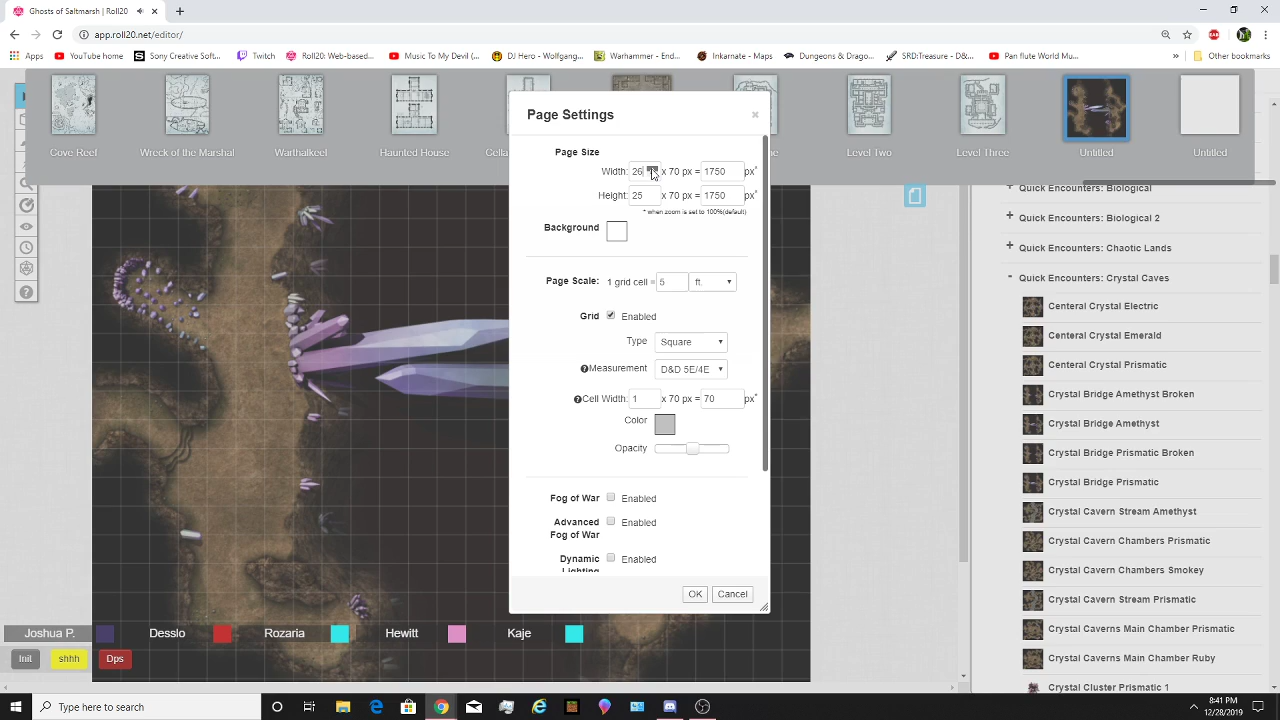 Ghosts of Saltmarsh | Roll20
app.roll20.net/editor/
Apps
YouTube home
Sony Creative Softw...
Twitch
Roll20: Web-based...
Music To My Devil (...
DJ Hero - Wolfgan...
Warhammer: End T...
Inkarnate - Maps
Dungeons & Dragon...
SRD:Treasure - D&...
Pan flute music
Other bookmarks
Cove Reef
Wreck of the Marshal
Warthalkeel
Haunted House
Level Two
Level Three
Untitled
Untitled
Page Settings
×
Page Size
Width: 26 x 70 px = 1750 px*
Height: 25 x 70 px = 1750 px*
* when zoom is set to 100%(default)
Background
Page Scale: 1 grid cell = 5 ft.
Grid Enabled
Type Square
Measurement D&D 5E/4E
Cell Width: 1 x 70 px = 70 px*
Color
Opacity
Fog of War Enabled
Advanced
Fog of War Enabled
Dynamic Enabled
Lighting
OK Cancel
Quick Encounters: Biological
Quick Encounters: Biological 2
Quick Encounters: Chaotic Lands
Quick Encounters: Crystal Caves
Centeral Crystal Electric
Centeral Crystal Emerald
Centeral Crystal Prismatic
Crystal Bridge Amethyst Broken
Crystal Bridge Amethyst
Crystal Bridge Prismatic Broken
Crystal Bridge Prismatic
Crystal Cavern Stream Amethyst
Crystal Cavern Chambers Prismatic
Crystal Cavern Chambers Smokey
Crystal Cavern Stream Prismatic
Crystal Caverns Main Chamber Prismatic
Crystal Caverns Main Chamber Ruby
Crystal Cluster Prismatic 1
Joshua P.
Desslo
Rozaria
Hewitt
Kaje
Init
shhh
Dps
Type here to search
8:41 PM
12/28/2019